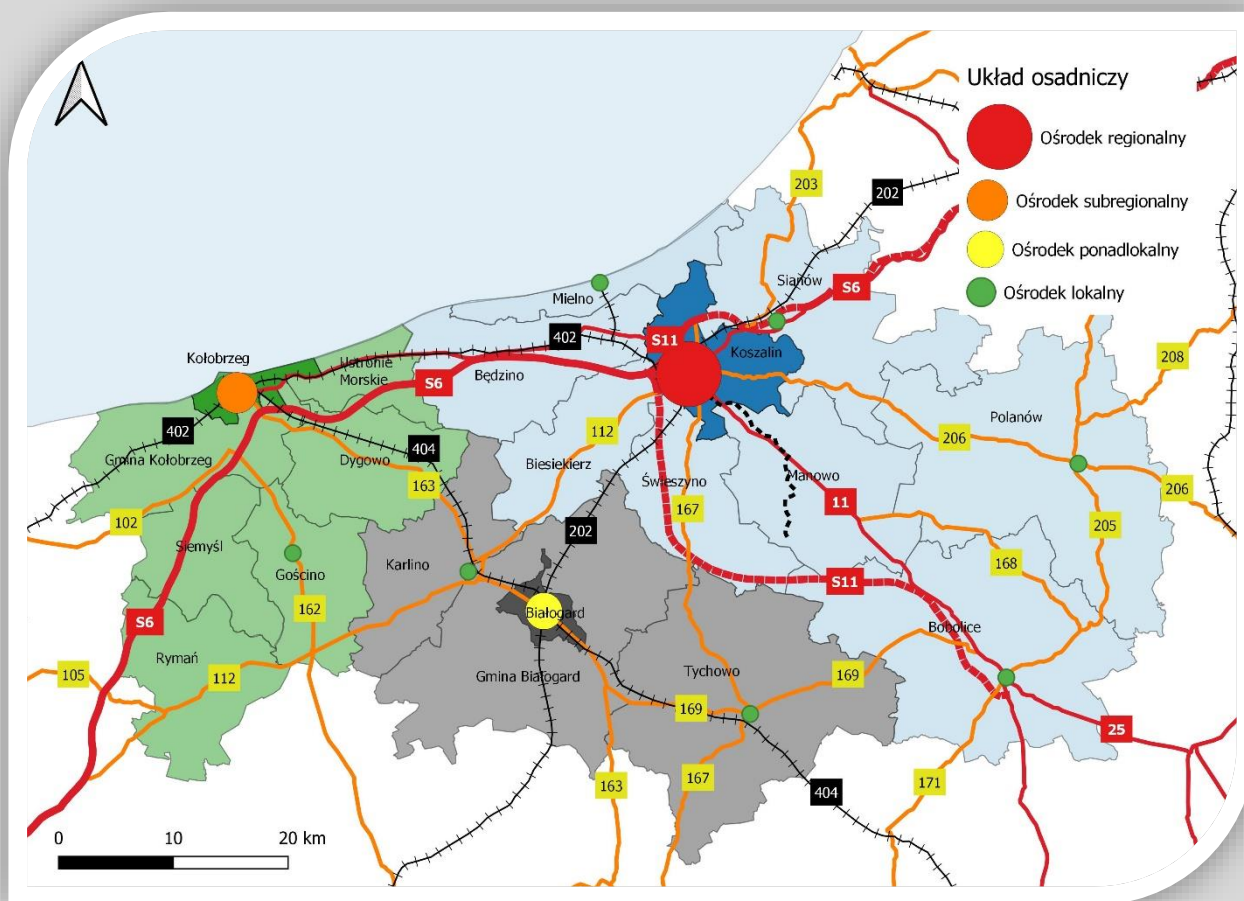 Układ osadniczy
Ośrodek regionalny
Ośrodek subregionalny
Ośrodek ponadlokalny
Ośrodek lokalny
203
202
Sianów
S6
Mielno
402
S11
Koszalin
Kołobrzeg
Ustronie
Morskie
Będzino
S6
208
Polanów
402
Gmina Kołobrzeg
404
Dygowo
163
112
Biesiekierz
206
Świeszyno
Manowo
167
11
206
102
205
202
Siemyśl
Gościno
Karlino
168
S11
162
Białogard
S6
Bobolice
Rymań
105
112
Gmina Białogard
Tychowo
169
169
25
163
167
171
404
0 10 20 km